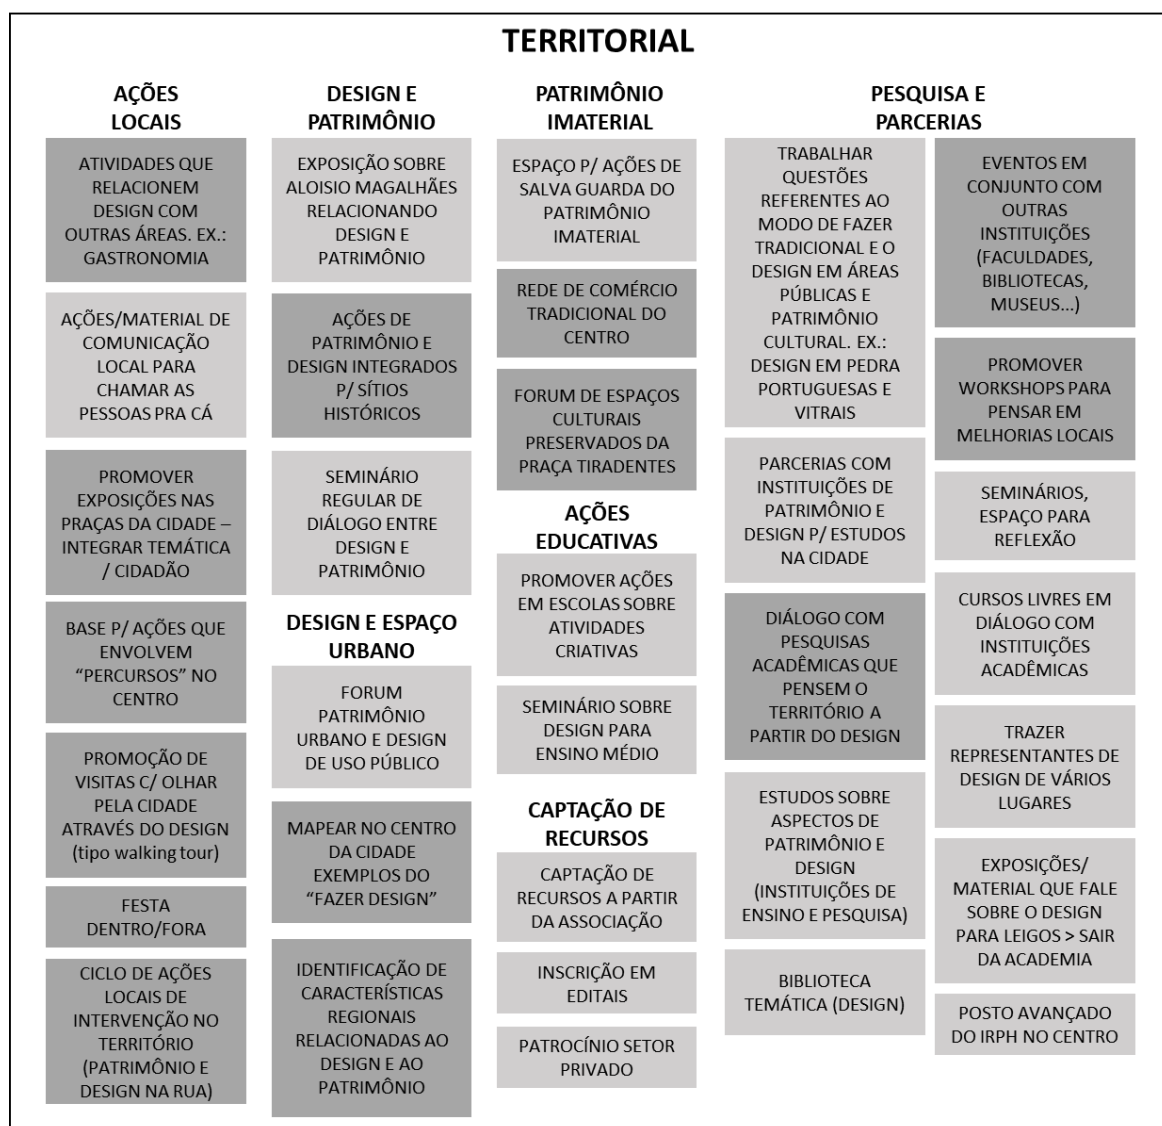 TERRITORIAL
AÇÕES
LOCAIS
ATIVIDADES QUE
RELACIONEM
DESIGN COM
OUTRAS ÁREAS. EX.:
GASTRONOMIA
AÇÕES/MATERIAL DE
COMUNICAÇÃO
LOCAL PARA
CHAMAR AS
PESSOAS PRA CÁ
PROMOVER
EXPOSIÇÕES NAS
PRAÇAS DA CIDADE –
INTEGRAR TEMÁTICA
/ CIDADÃO
BASE P/ AÇÕES QUE
ENVOLVEM
“PERCURSOS” NO
CENTRO
PROMOÇÃO DE
VISITAS C/ OLHAR
PELA CIDADE
ATRAVÉS DO DESIGN
(tipo walking tour)
FESTA
DENTRO/FORA
CICLO DE AÇÕES
LOCAIS DE
INTERVENÇÃO NO
TERRITÓRIO
(PATRIMÔNIO E
DESIGN NA RUA)
DESIGN E
PATRIMÔNIO
EXPOSIÇÃO SOBRE
ALOISIO MAGALHÃES
RELACIONANDO
DESIGN E
PATRIMÔNIO
AÇÕES DE
PATRIMÔNIO E
DESIGN INTEGRADOS
P/ SÍTIOS
HISTÓRICOS
SEMINÁRIO
REGULAR DE
DIÁLOGO ENTRE
DESIGN E
PATRIMÔNIO
DESIGN E ESPAÇO
URBANO
FORUM
PATRIMÔNIO
URBANO E DESIGN
DE USO PÚBLICO
MAPEAR NO CENTRO
DA CIDADE
EXEMPLOS DO
“FAZER DESIGN”
IDENTIFICAÇÃO DE
CARACTERÍSTICAS
REGIONAIS
RELACIONADAS AO
DESIGN E AO
PATRIMÔNIO
PATRIMÔNIO
IMATERIAL
ESPAÇO P/ AÇÕES DE
SALVA GUARDA DO
PATRIMÔNIO
IMATERIAL
REDE DE COMÉRCIO
TRADICIONAL DO
CENTRO
FORUM DE ESPAÇOS
CULTURAIS
PRESERVADOS DA
PRAÇA TIRADENTES
AÇÕES
EDUCATIVAS
PROMOVER AÇÕES
EM ESCOLAS SOBRE
ATIVIDADES
CRIATIVAS
SEMINÁRIO SOBRE
DESIGN PARA
ENSINO MÉDIO
CAPTAÇÃO DE
RECURSOS
CAPTAÇÃO DE
RECURSOS A PARTIR
DA ASSOCIAÇÃO
INSCRIÇÃO EM
EDITAIS
PATROCÍNIO SETOR
PRIVADO
PESQUISA E
PARCERIAS
TRABALHAR
QUESTÕES
REFERENTES AO
MODO DE FAZER
TRADICIONAL E O
DESIGN EM ÁREAS
PÚBLICAS E
PATRIMÔNIO
CULTURAL. EX.:
DESIGN EM PEDRA
PORTUGUESAS E
VITRAIS
PARCERIAS COM
INSTITUIÇÕES DE
PATRIMÔNIO E
DESIGN P/ ESTUDOS
NA CIDADE
DIÁLOGO COM
PESQUISAS
ACADÊMICAS QUE
PENSEM O
TERRITÓRIO A
PARTIR DO DESIGN
ESTUDOS SOBRE
ASPECTOS DE
PATRIMÔNIO E
DESIGN
(INSTITUIÇÕES DE
ENSINO E PESQUISA)
BIBLIOTECA
TEMÁTICA (DESIGN)
EVENTOS EM
CONJUNTO COM
OUTRAS
INSTITUIÇÕES
(FACULDADES,
BIBLIOTECAS,
MUSEUS...)
PROMOVER
WORKSHOPS PARA
PENSAR EM
MELHORIAS LOCAIS
SEMINÁRIOS,
ESPAÇO PARA
REFLEXÃO
CURSOS LIVRES EM
DIÁLOGO COM
INSTITUIÇÕES
ACADÊMICAS
TRAZER
REPRESENTANTES DE
DESIGN DE VÁRIOS
LUGARES
EXPOSIÇÕES/
MATERIAL QUE FALE
SOBRE O DESIGN
PARA LEIGOS > SAIR
DA ACADEMIA
POSTO AVANÇADO
DO IRPH NO CENTRO